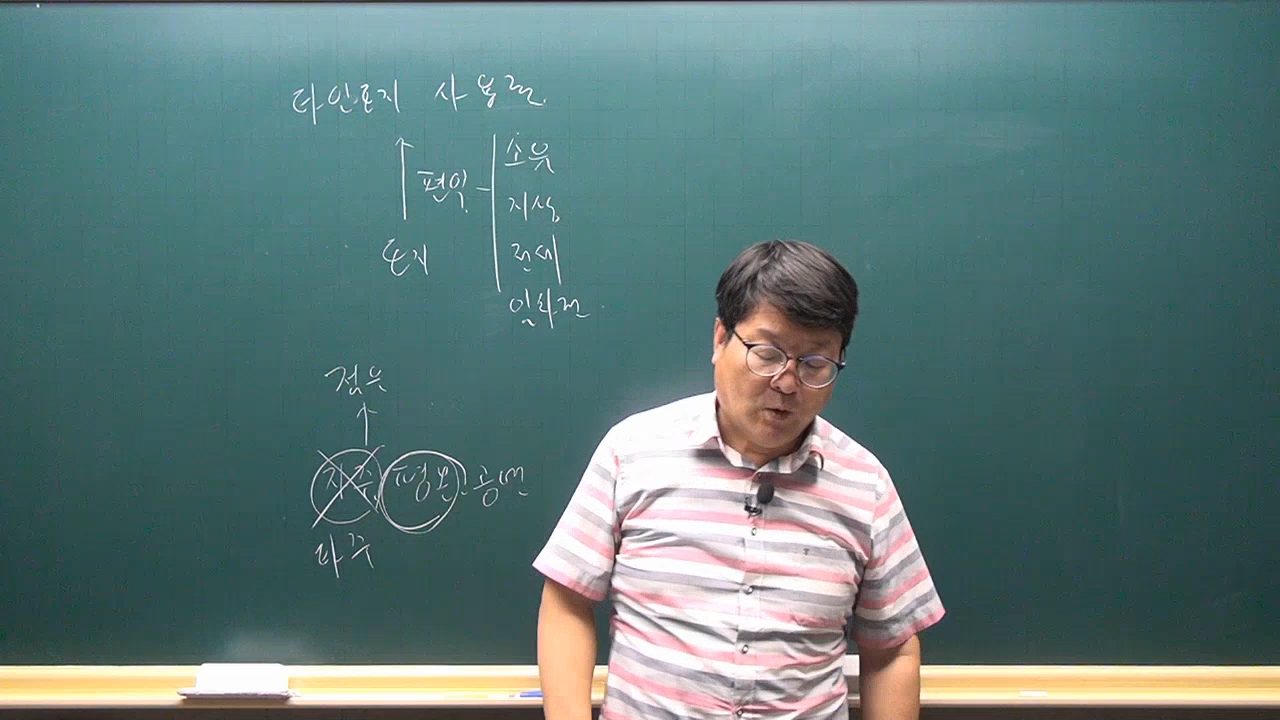 타인토지 사용권.
소유
편익
지상
토지
전세
임차권
점유
자주, 평온, 공연
타주